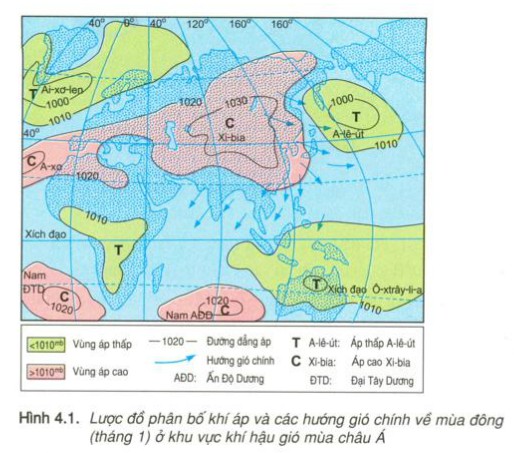 40° 0° 40° 120° 160° 160°
T Ai-xơ-len
1000
1010
1020
1030
C
Xi-bia
1000
T
A-lê-út
1010
40°
C A-xo
1020
1010
Xích đạo
T
Nam
ĐTD
C
1020
1020
C
Nam AĐD
T Xích đạo Ô-xtrây-li-a
1010
<1010mb Vùng áp thấp
— 1020 — Đường đẳng áp
T A-lê-út: Áp thấp A-lê-út
Hướng gió chính
C Xi-bia: Áp cao Xi-bia
>1010mb Vùng áp cao
AĐD: Ấn Độ Dương
ĐTD: Đại Tây Dương
Hình 4.1. Lược đồ phân bố khí áp và các hướng gió chính về mùa đông
(tháng 1) ở khu vực khí hậu gió mùa châu Á